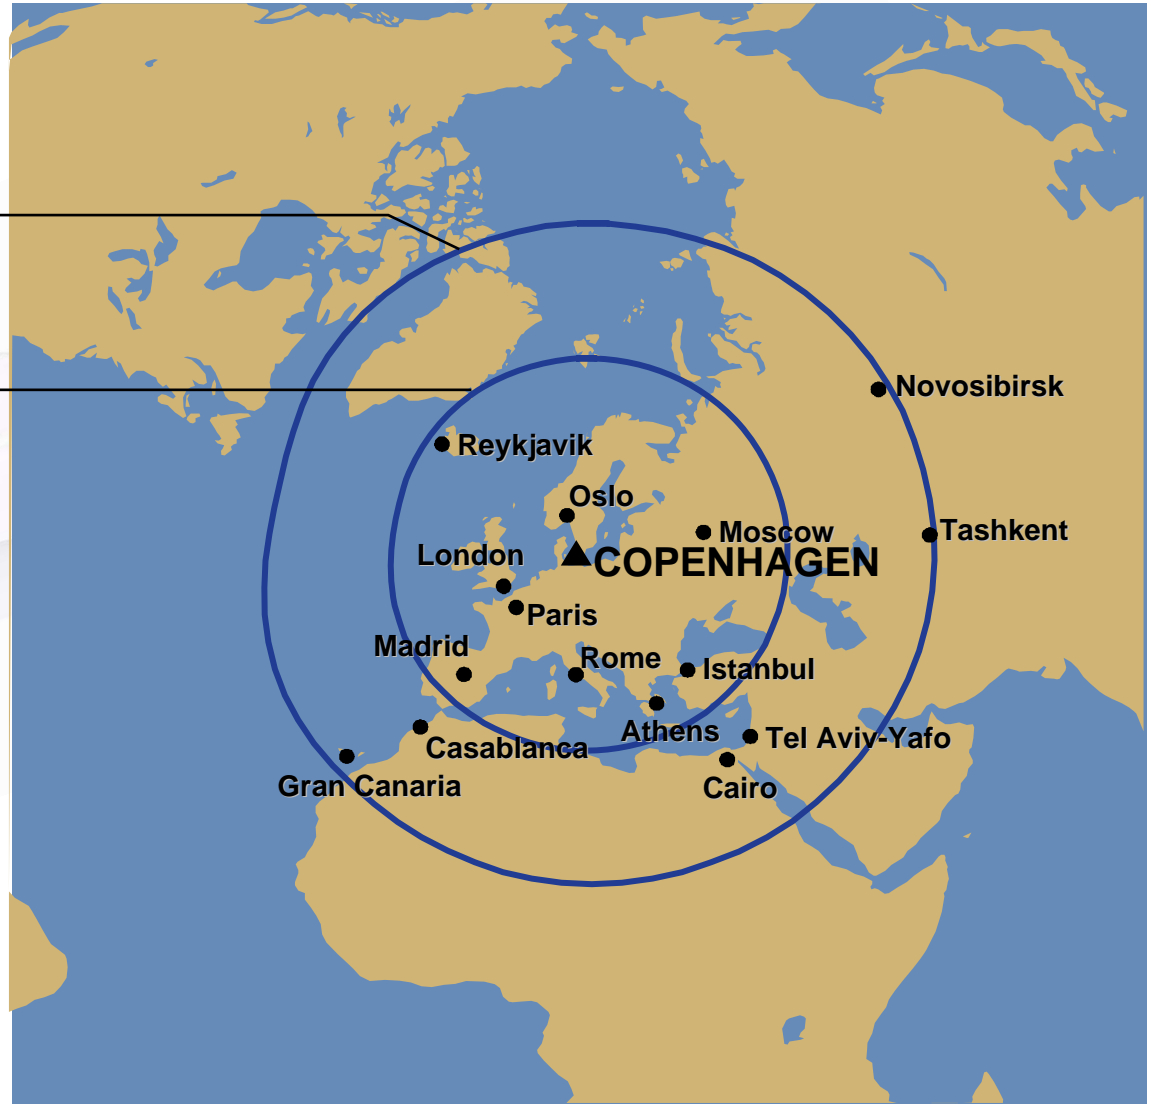 Novosibirsk
Reykjavik
Oslo
Moscow
Tashkent
London
COPENHAGEN
Paris
Madrid
Rome
Istanbul
Athens
Tel Aviv-Yafo
Casablanca
Gran Canaria
Cairo